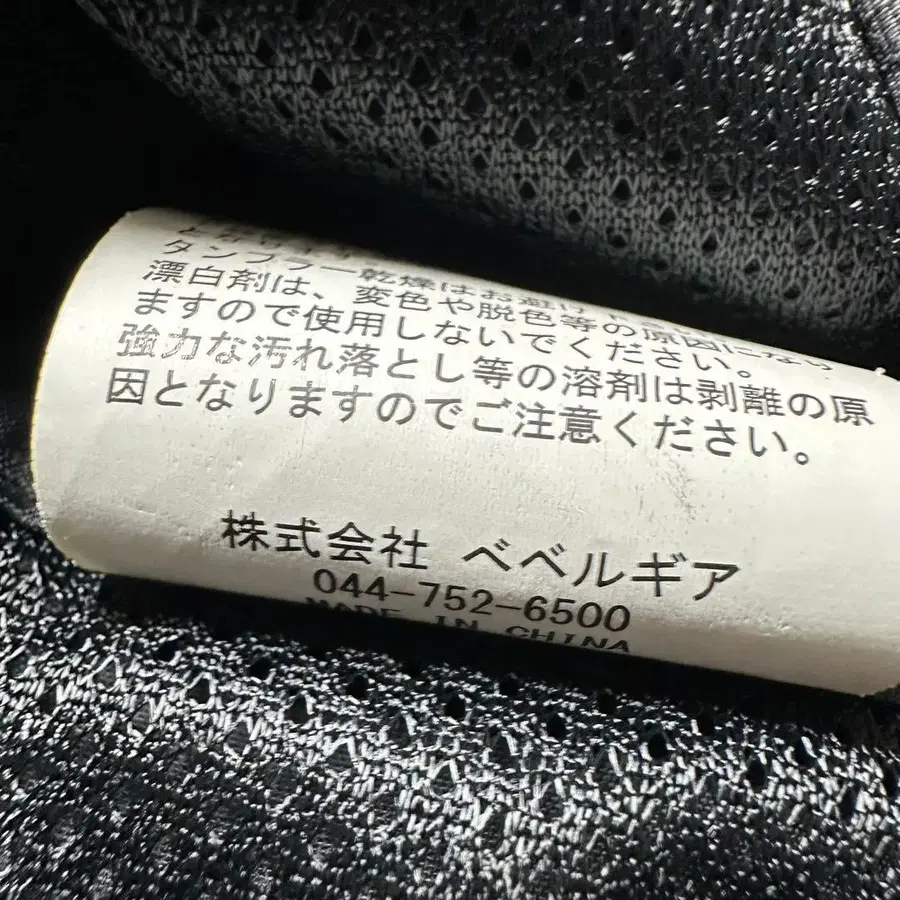 タンブラー乾燥はお避け
漂白剤は、変色や脱色等の原因になり
ますので使用しないでください。
強力な汚れ落とし等の溶剤は剥離の原
因となりますのでご注意ください。
株式会社 ベベルギア
044-752-6500
MADE IN CHINA